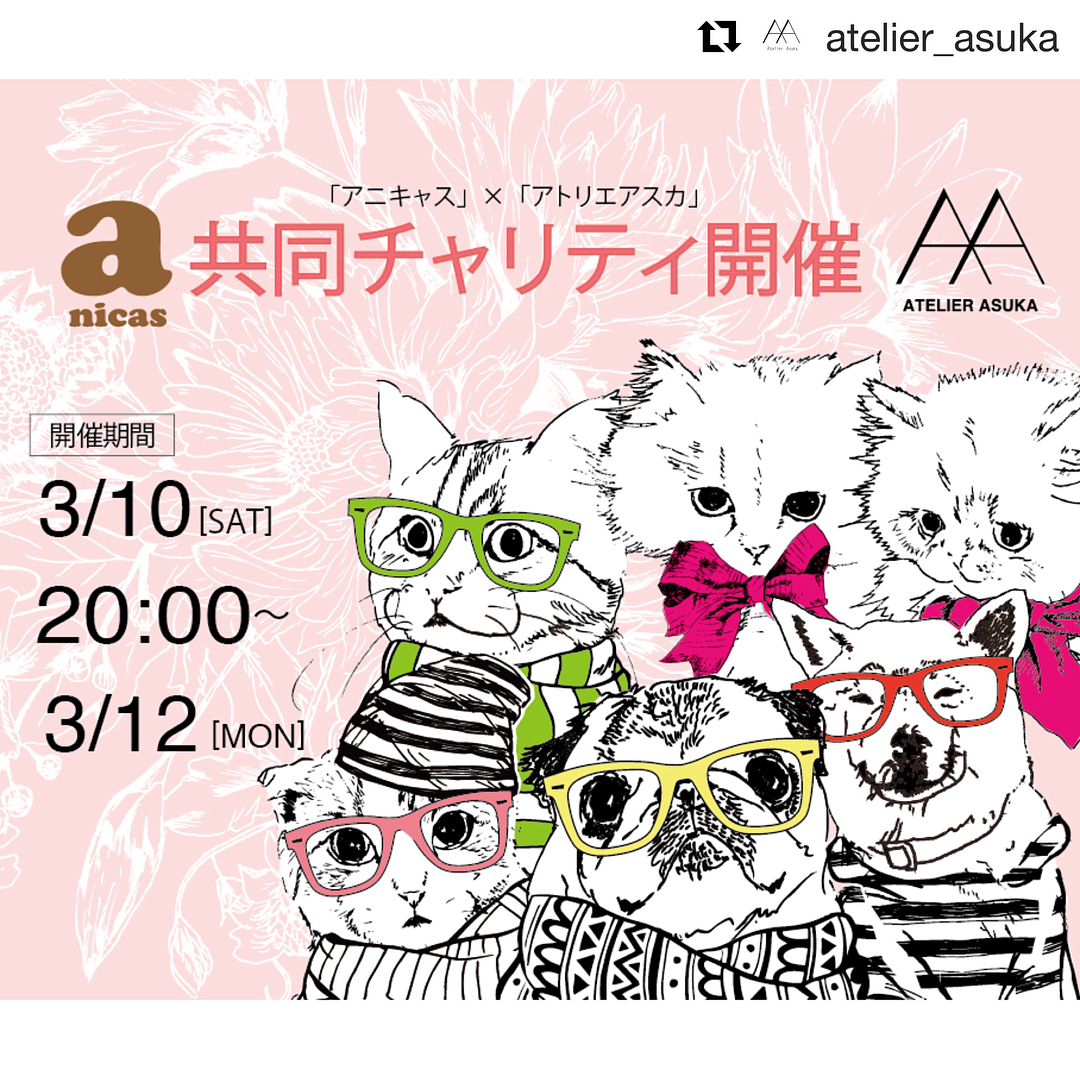 atelier_asuka
「アニキャス」×「アトリエアスカ」
a
nicas
共同チャリティ開催
ATELIER ASUKA
開催期間
3/10 [SAT]
20:00~
3/12 [MON]